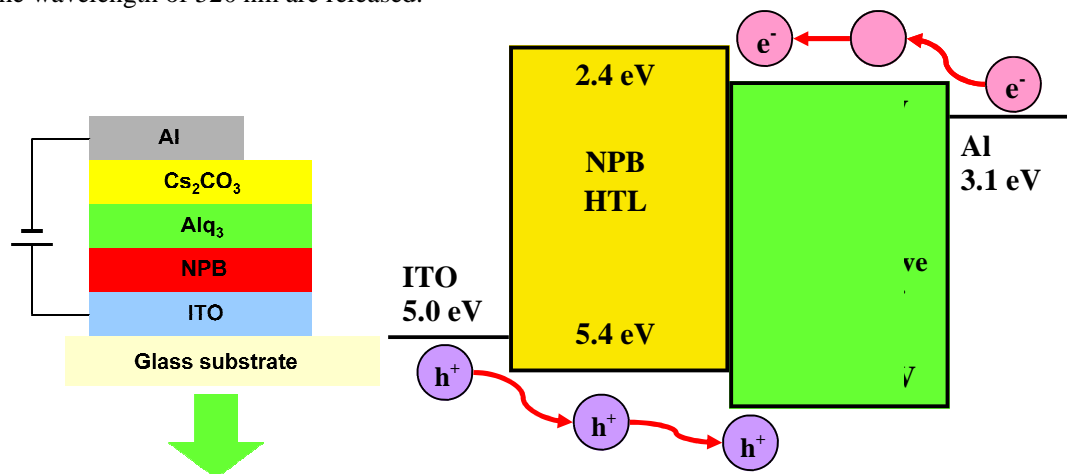 the wavelength of 520 nm are released.
Al
Cs₂CO₃
Alq₃
NPB
ITO
Glass substrate
ITO
5.0 eV
2.4 eV
NPB
HTL
5.4 eV
Al
3.1 eV
ve
e⁻
e⁻
h⁺
h⁺
h⁺